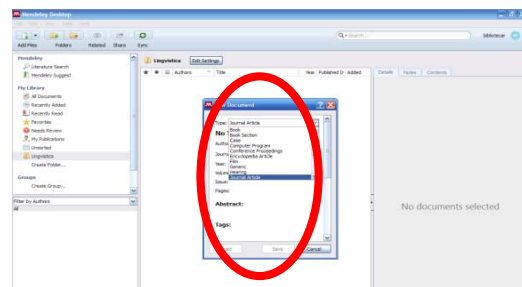 Mendeley Desktop
Add Files Folders Related Share Sync
Search...
bibliotecar
Mendeley
Literature Search
Mendeley Suggest
My Library
All Documents
Recently Added
Recently Read
Favorites
Needs Review
My Publications
Unsorted
Lingvistica
Create Folder...
Groups
Create Group...
Filter by Authors
All
Lingvistica Edit Settings
Authors Title Year Published In Added
Details Notes Contents
No documents selected
Document
Type: Journal Article
Book
Book Section
Case
Computer Program
Conference Proceedings
Encyclopedia Article
Film
Generic
Hearing
Journal Article
No
Year:
Issue:
Pages:
Abstract:
Tags:
Save Cancel